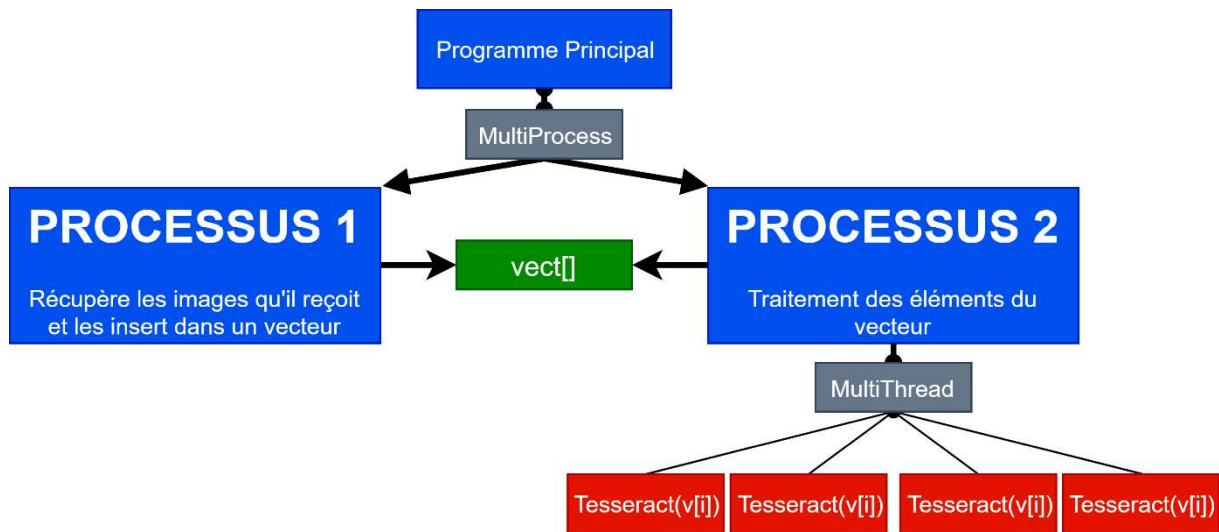 Programme Principal
MultiProcess
PROCESSUS 1
Récupère les images qu'il reçoit
et les insert dans un vecteur
vect[]
PROCESSUS 2
Traitement des éléments du
vecteur
MultiThread
Tesseract(v[i])
Tesseract(v[i])
Tesseract(v[i])
Tesseract(v[i])